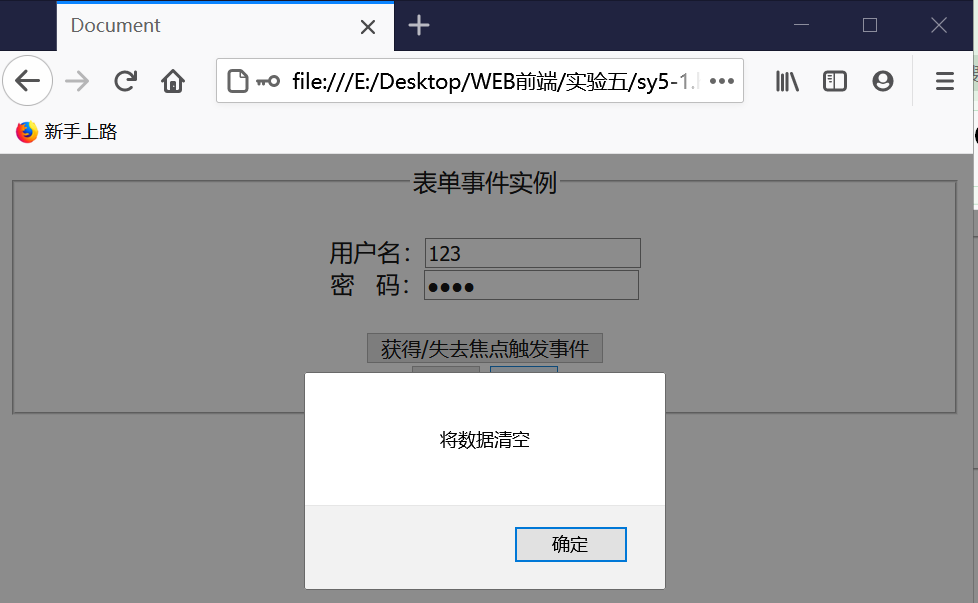 Document
file:///E:/Desktop/WEB前端/实验五/sy5-1.
新手上路
表单事件实例
用户名：123
密 码：••••
获得/失去焦点触发事件
将数据清空
确定